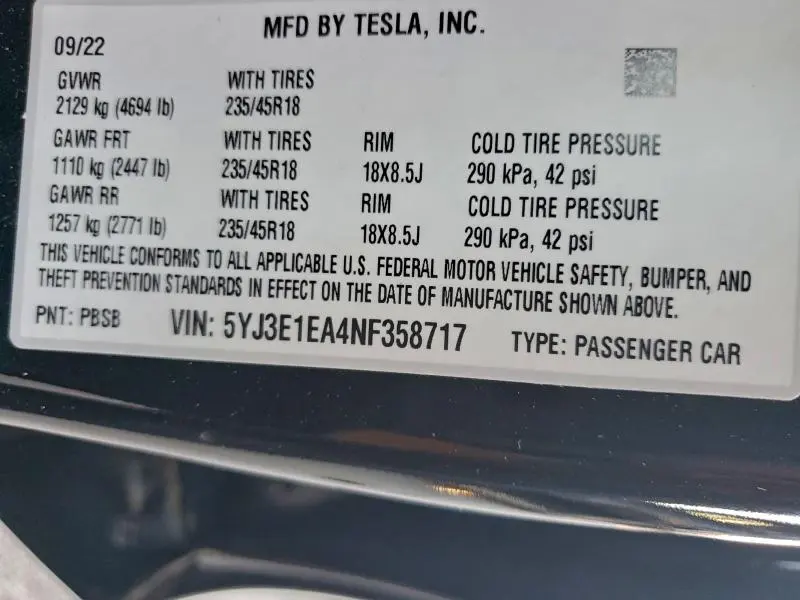 MFD BY TESLA, INC.
09/22
GVWR WITH TIRES
2129 kg (4694 lb) 235/45R18
GAWR FRT WITH TIRES RIM COLD TIRE PRESSURE
1110 kg (2447 lb) 235/45R18 18X8.5J 290 kPa, 42 psi
GAWR RR WITH TIRES RIM COLD TIRE PRESSURE
1257 kg (2771 lb) 235/45R18 18X8.5J 290 kPa, 42 psi
THIS VEHICLE CONFORMS TO ALL APPLICABLE U.S. FEDERAL MOTOR VEHICLE SAFETY, BUMPER, AND
THEFT PREVENTION STANDARDS IN EFFECT ON THE DATE OF MANUFACTURE SHOWN ABOVE.
PNT: PBSB VIN: 5YJ3E1EA4NF358717 TYPE: PASSENGER CAR